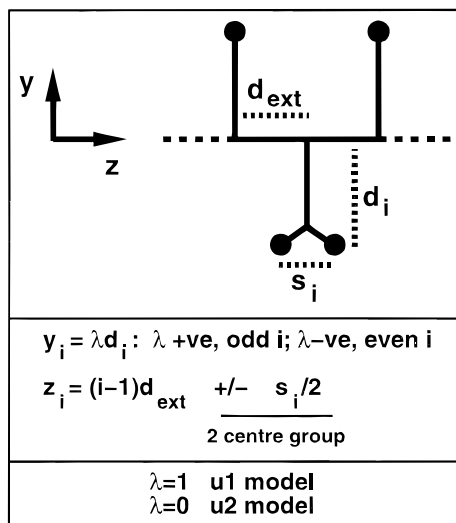 y
z
d ext
d i
s i
y i = λd i : λ +ve, odd i; λ−ve, even i
z i = (i−1)d ext +/− s i /2
2 centre group
λ=1 u1 model
λ=0 u2 model